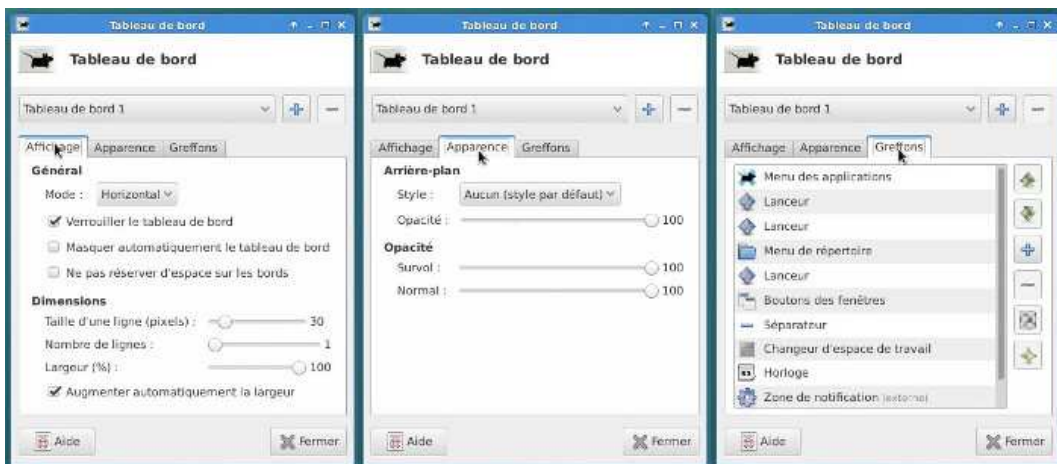 Tableau de bord
Tableau de bord
Tableau de bord 1
Affichage Apparence Greffons
Général
Mode : Horizontal
Verrouiller le tableau de bord
Masquer automatiquement le tableau de bord
Ne pas réserver d'espace sur les bords
Dimensions
Taille d'une ligne (pixels) : 30
Nombre de lignes : 1
Largeur (%) : 100
Augmenter automatiquement la largeur
Aide Fermer
Tableau de bord
Tableau de bord
Tableau de bord 1
Affichage Apparence Greffons
Arrière-plan
Style : Aucun (style par défaut)
Opacité : 100
Opacité
Survol : 100
Normal : 100
Aide Fermer
Tableau de bord
Tableau de bord
Tableau de bord 1
Affichage Apparence Greffons
Menu des applications
Lanceur
Lanceur
Menu de répertoire
Lanceur
Boutons des fenêtres
Séparateur
Changeur d'espace de travail
Horloge
Zone de notification (externe)
Aide Fermer